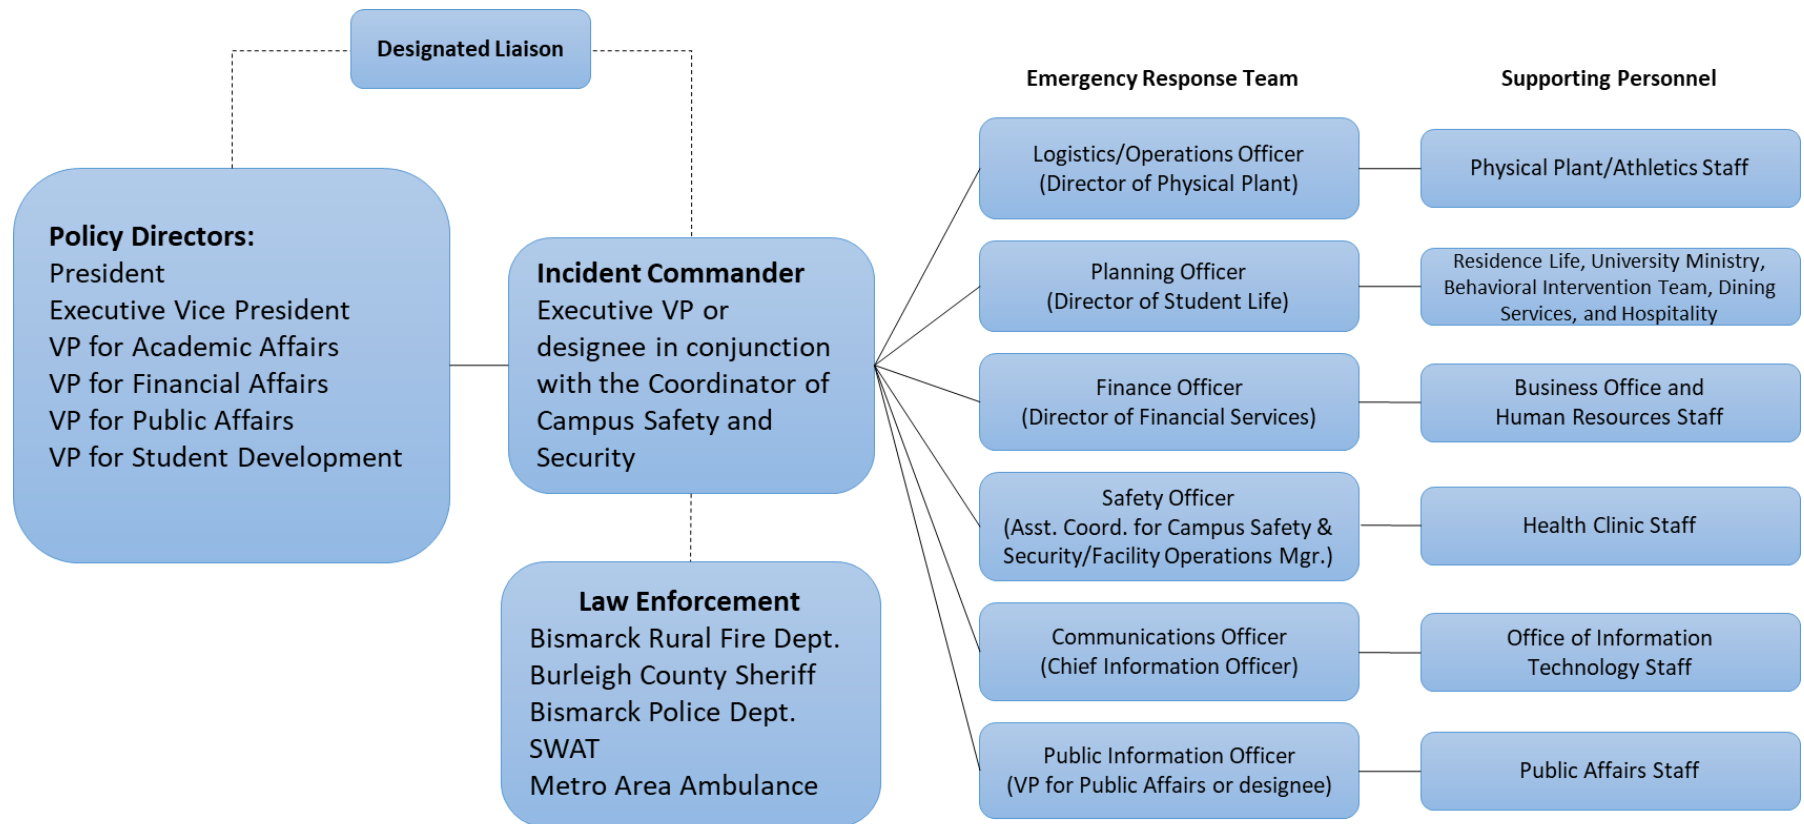 Designated Liaison
Policy Directors:
President
Executive Vice President
VP for Academic Affairs
VP for Financial Affairs
VP for Public Affairs
VP for Student Development
Incident Commander
Executive VP or
designee in conjunction
with the Coordinator of
Campus Safety and
Security
Law Enforcement
Bismarck Rural Fire Dept.
Burleigh County Sheriff
Bismarck Police Dept.
SWAT
Metro Area Ambulance
Emergency Response Team
Supporting Personnel
Logistics/Operations Officer
(Director of Physical Plant)
Physical Plant/Athletics Staff
Planning Officer
(Director of Student Life)
Residence Life, University Ministry,
Behavioral Intervention Team, Dining
Services, and Hospitality
Finance Officer
(Director of Financial Services)
Business Office and
Human Resources Staff
Safety Officer
(Asst. Coord. for Campus Safety &
Security/Facility Operations Mgr.)
Health Clinic Staff
Communications Officer
(Chief Information Officer)
Office of Information
Technology Staff
Public Information Officer
(VP for Public Affairs or designee)
Public Affairs Staff